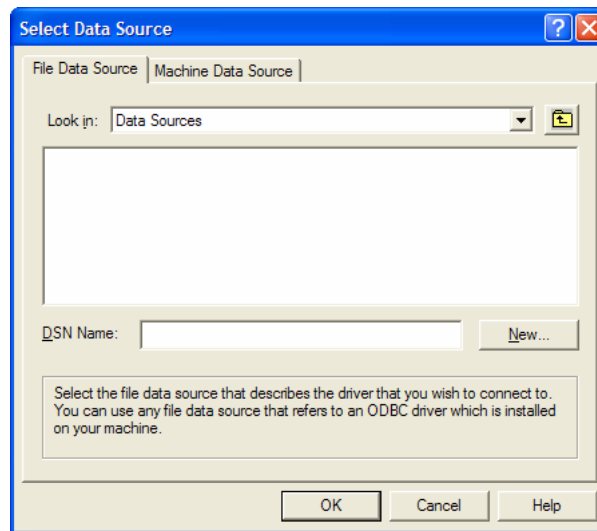 Select Data Source
?
File Data Source Machine Data Source
Look in: Data Sources
DSN Name: New...
Select the file data source that describes the driver that you wish to connect to.
You can use any file data source that refers to an ODBC driver which is installed
on your machine.
OK Cancel Help